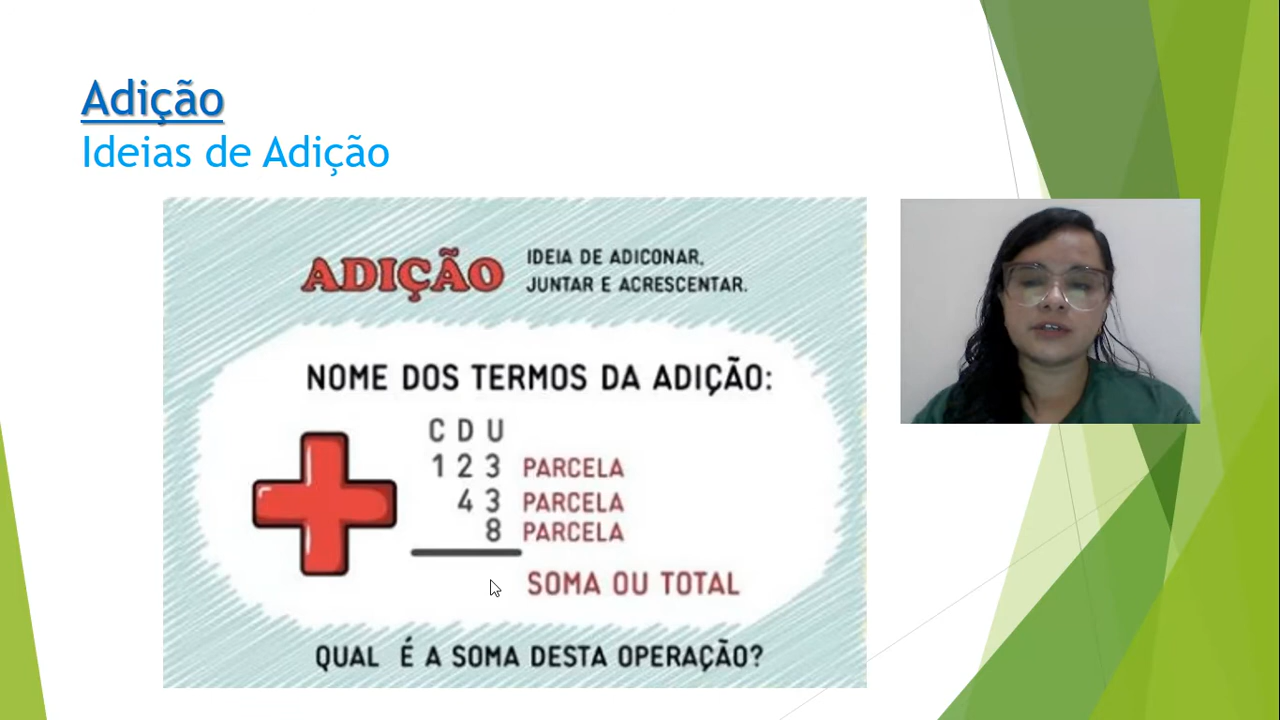 Adição
Ideias de Adição
ADIÇÃO
IDEIA DE ADICONAR,
JUNTAR E ACRESCENTAR.
NOME DOS TERMOS DA ADIÇÃO:
C D U
1 2 3 PARCELA
4 3 PARCELA
8 PARCELA
SOMA OU TOTAL
QUAL É A SOMA DESTA OPERAÇÃO?